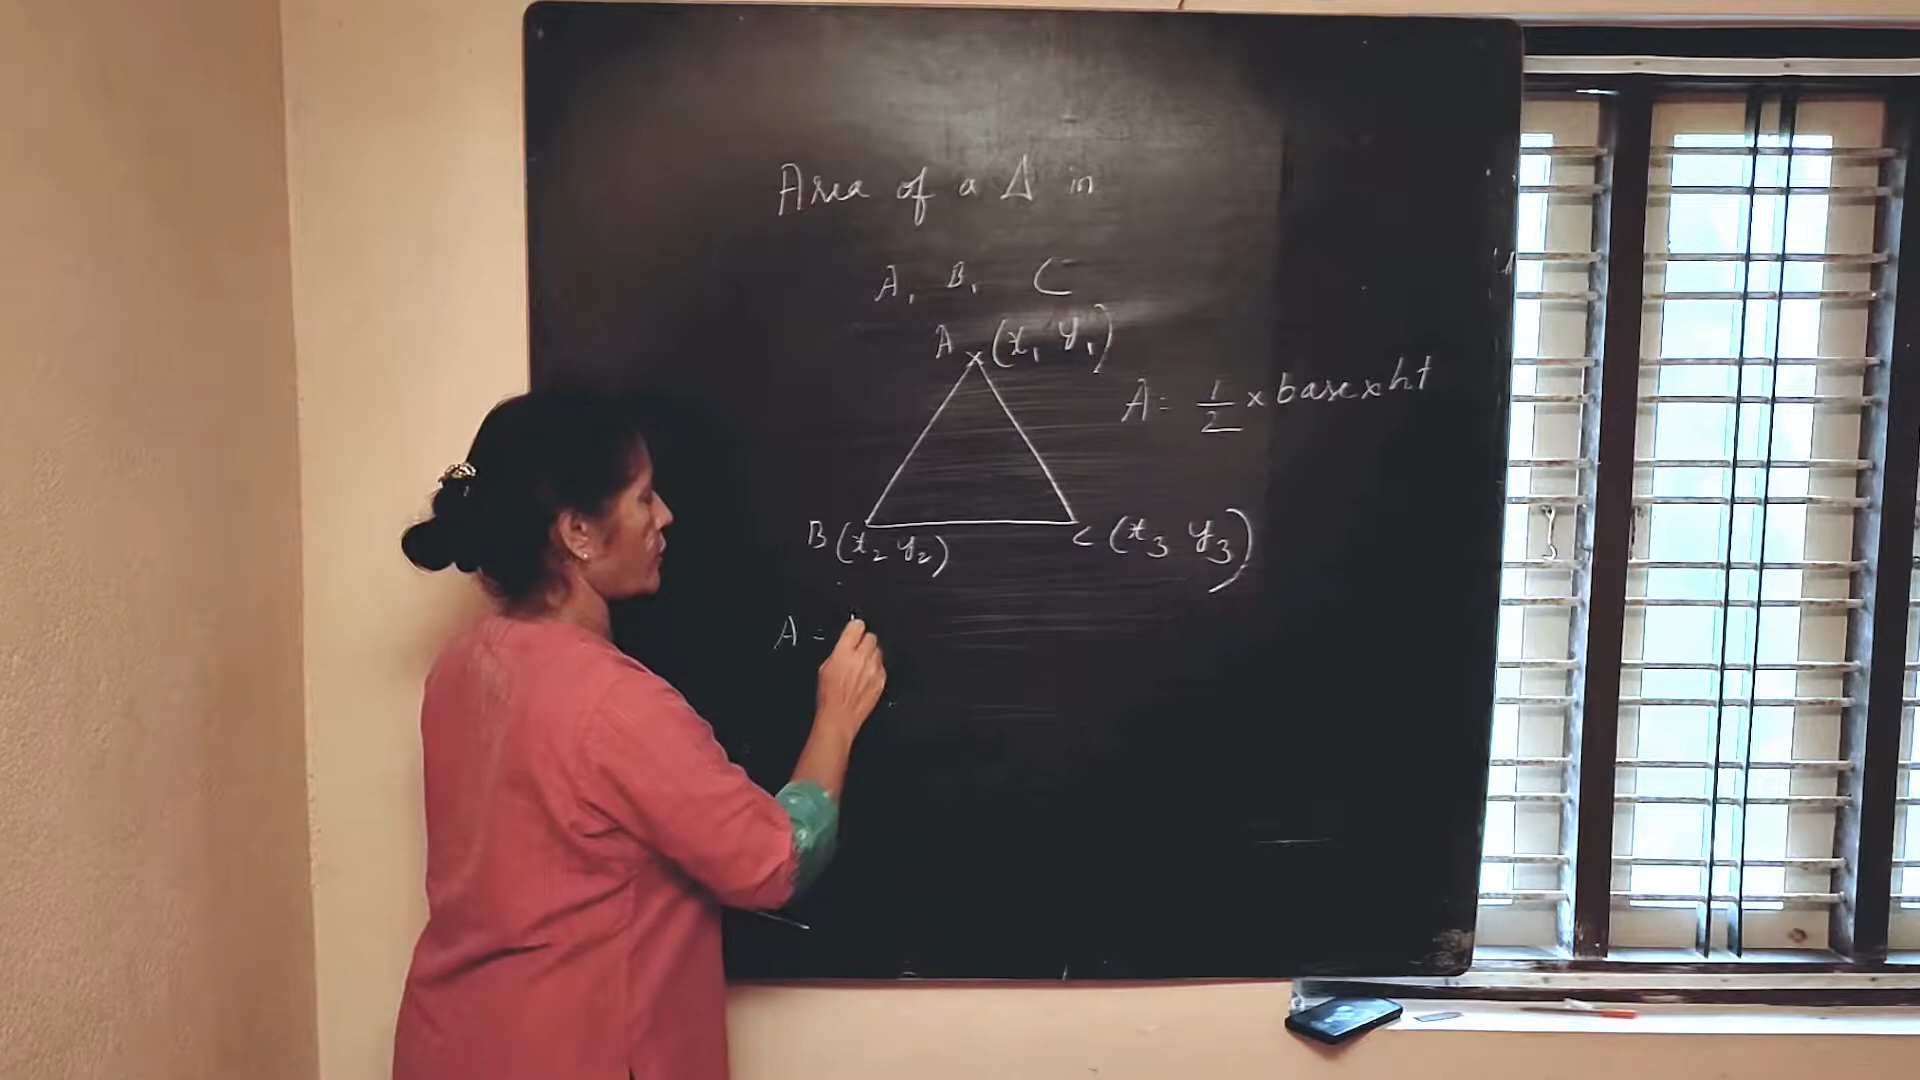 Area of a Δ in
A, B, C
A (x₁ y₁)
A = 1/2 × base × ht
B (x₂ y₂)
C (x₃ y₃)
A =